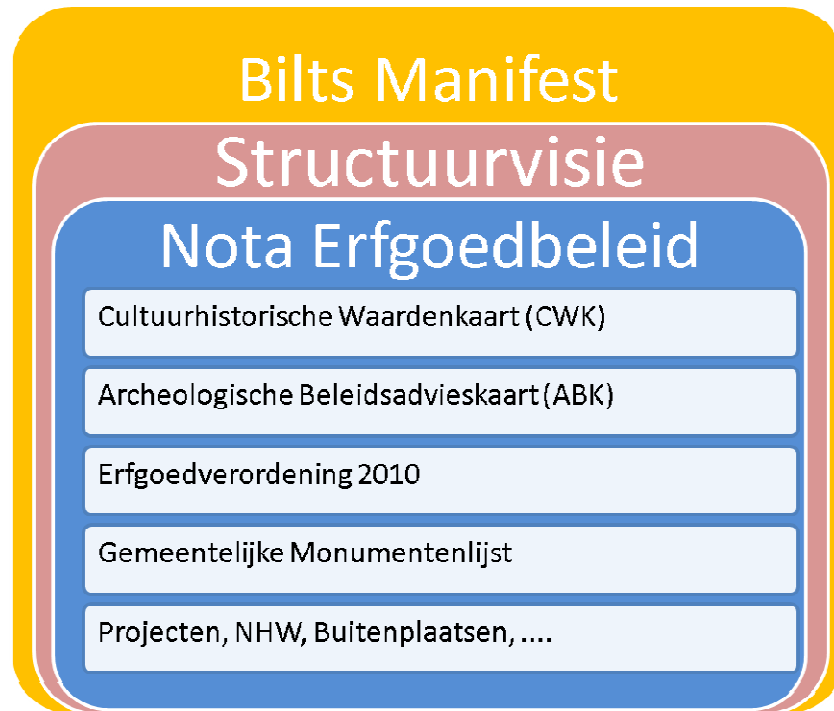 Bilts Manifest
Structuurvisie
Nota Erfgoedbeleid
Cultuurhistorische Waardenkaart (CWK)
Archeologische Beleidsadvieskaart (ABK)
Erfgoedverordening 2010
Gemeentelijke Monumentenlijst
Projecten, NHW, Buitenplaatsen, ....